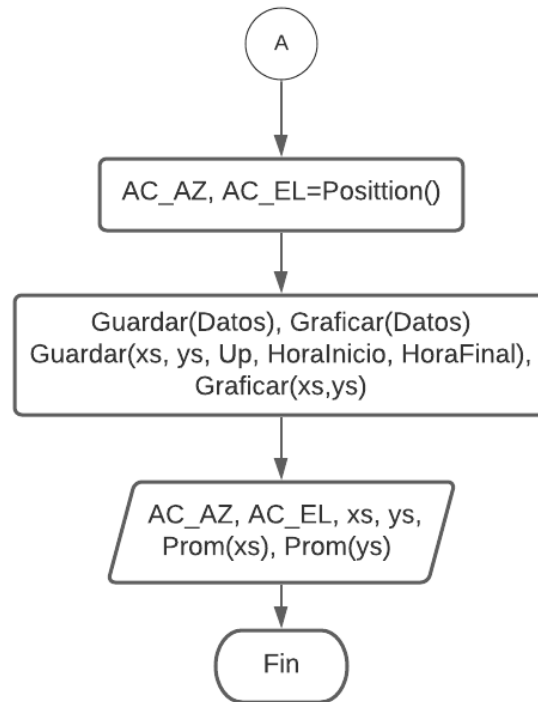 A
AC_AZ, AC_EL=Posittion()
Guardar(Datos), Graficar(Datos)
Guardar(xs, ys, Up, HoraInicio, HoraFinal),
Graficar(xs,ys)
AC_AZ, AC_EL, xs, ys,
Prom(xs), Prom(ys)
Fin